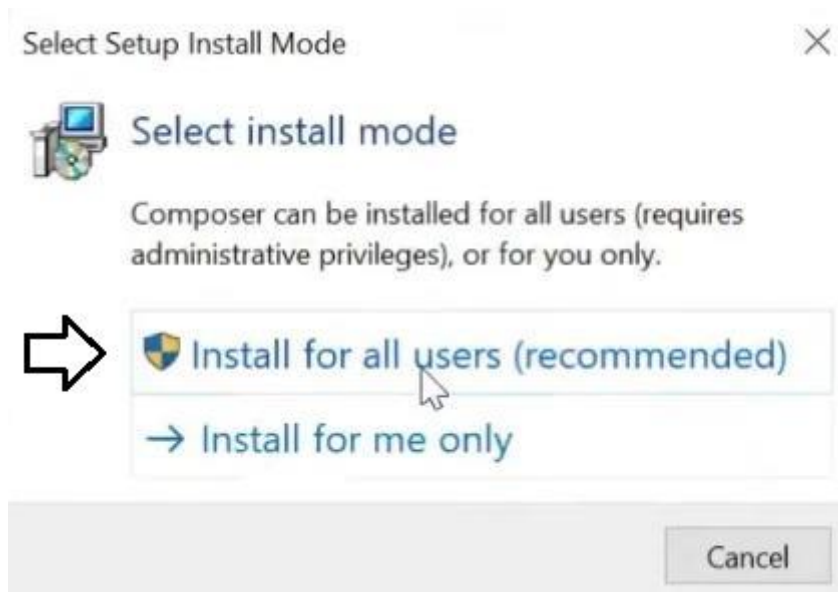 Select Setup Install Mode
Select install mode
Composer can be installed for all users (requires
administrative privileges), or for you only.
Install for all users (recommended)
Install for me only
Cancel